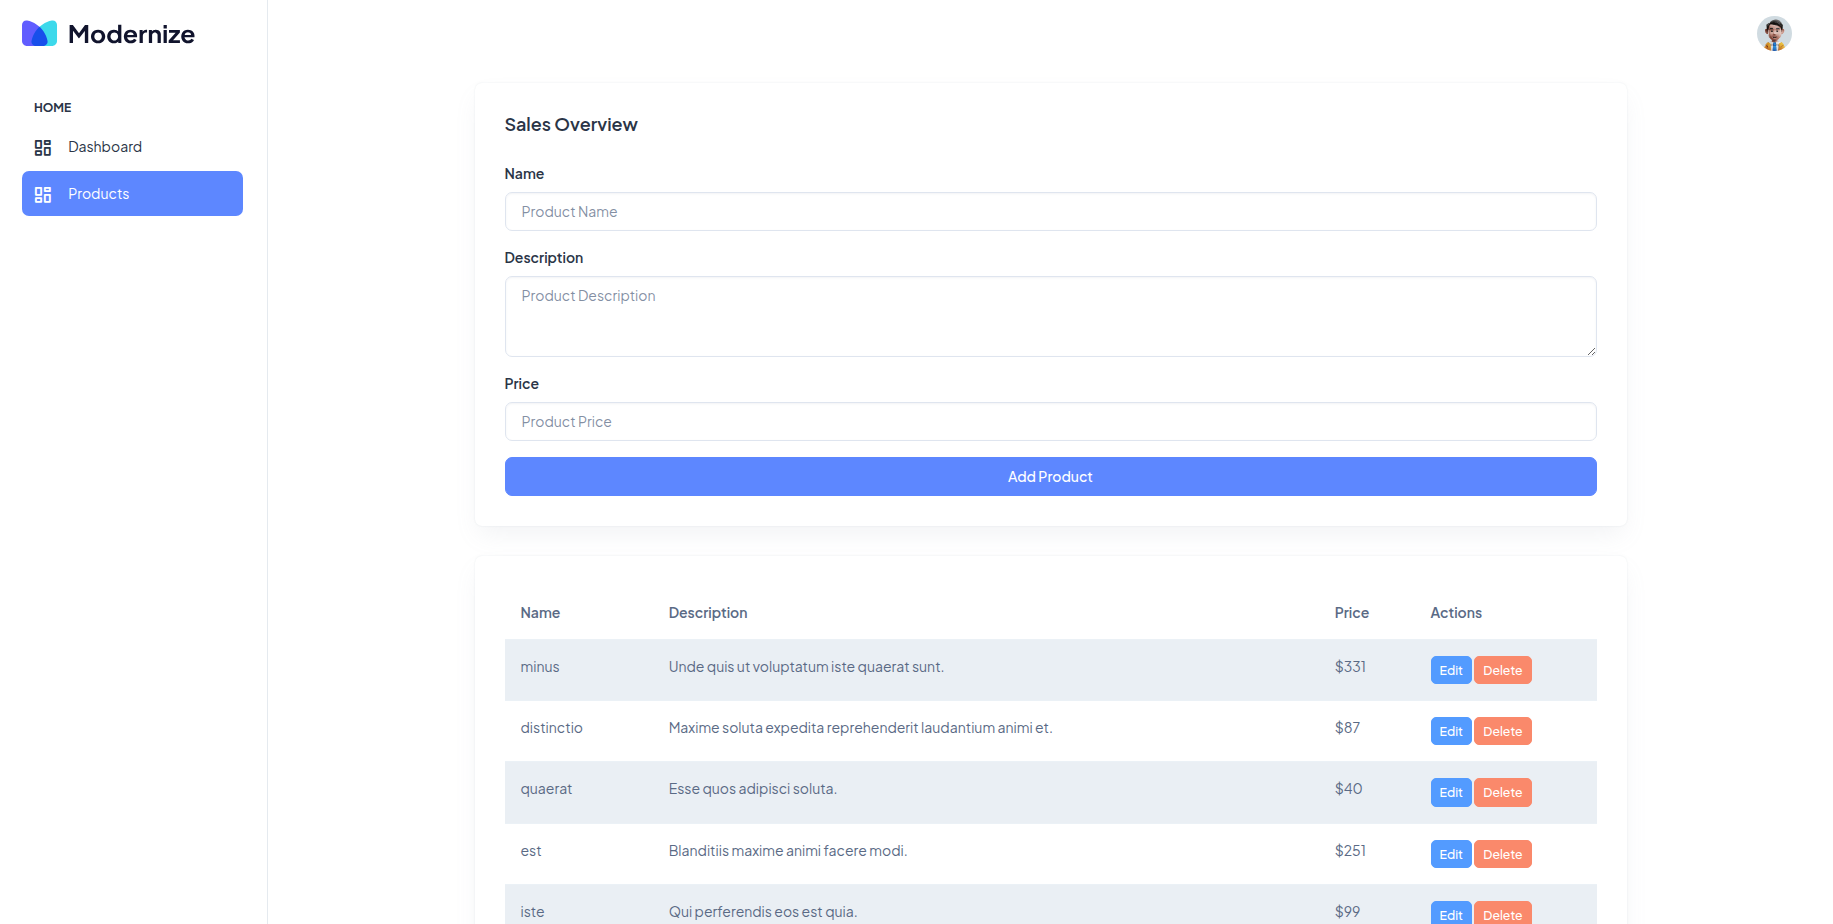 Modernize
HOME
Dashboard
Products
Sales Overview
Name
Product Name
Description
Product Description
Price
Product Price
Add Product
Name Description Price Actions
minus Unde quis ut voluptatum iste quaerat sunt. $331 Edit Delete
distinctio Maxime soluta expedita reprehenderit laudantium animi et. $87 Edit Delete
quaerat Esse quos adipisci soluta. $40 Edit Delete
est Blanditiis maxime animi facere modi. $251 Edit Delete
iste Qui perferendis eos est quia. $99 Edit Delete